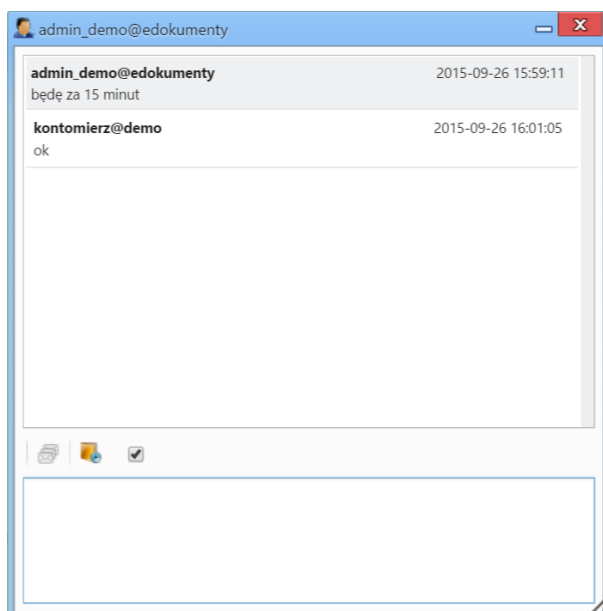 admin_demo@edokumenty
admin_demo@edokumenty 2015-09-26 15:59:11
będę za 15 minut
kontomierz@demo 2015-09-26 16:01:05
ok